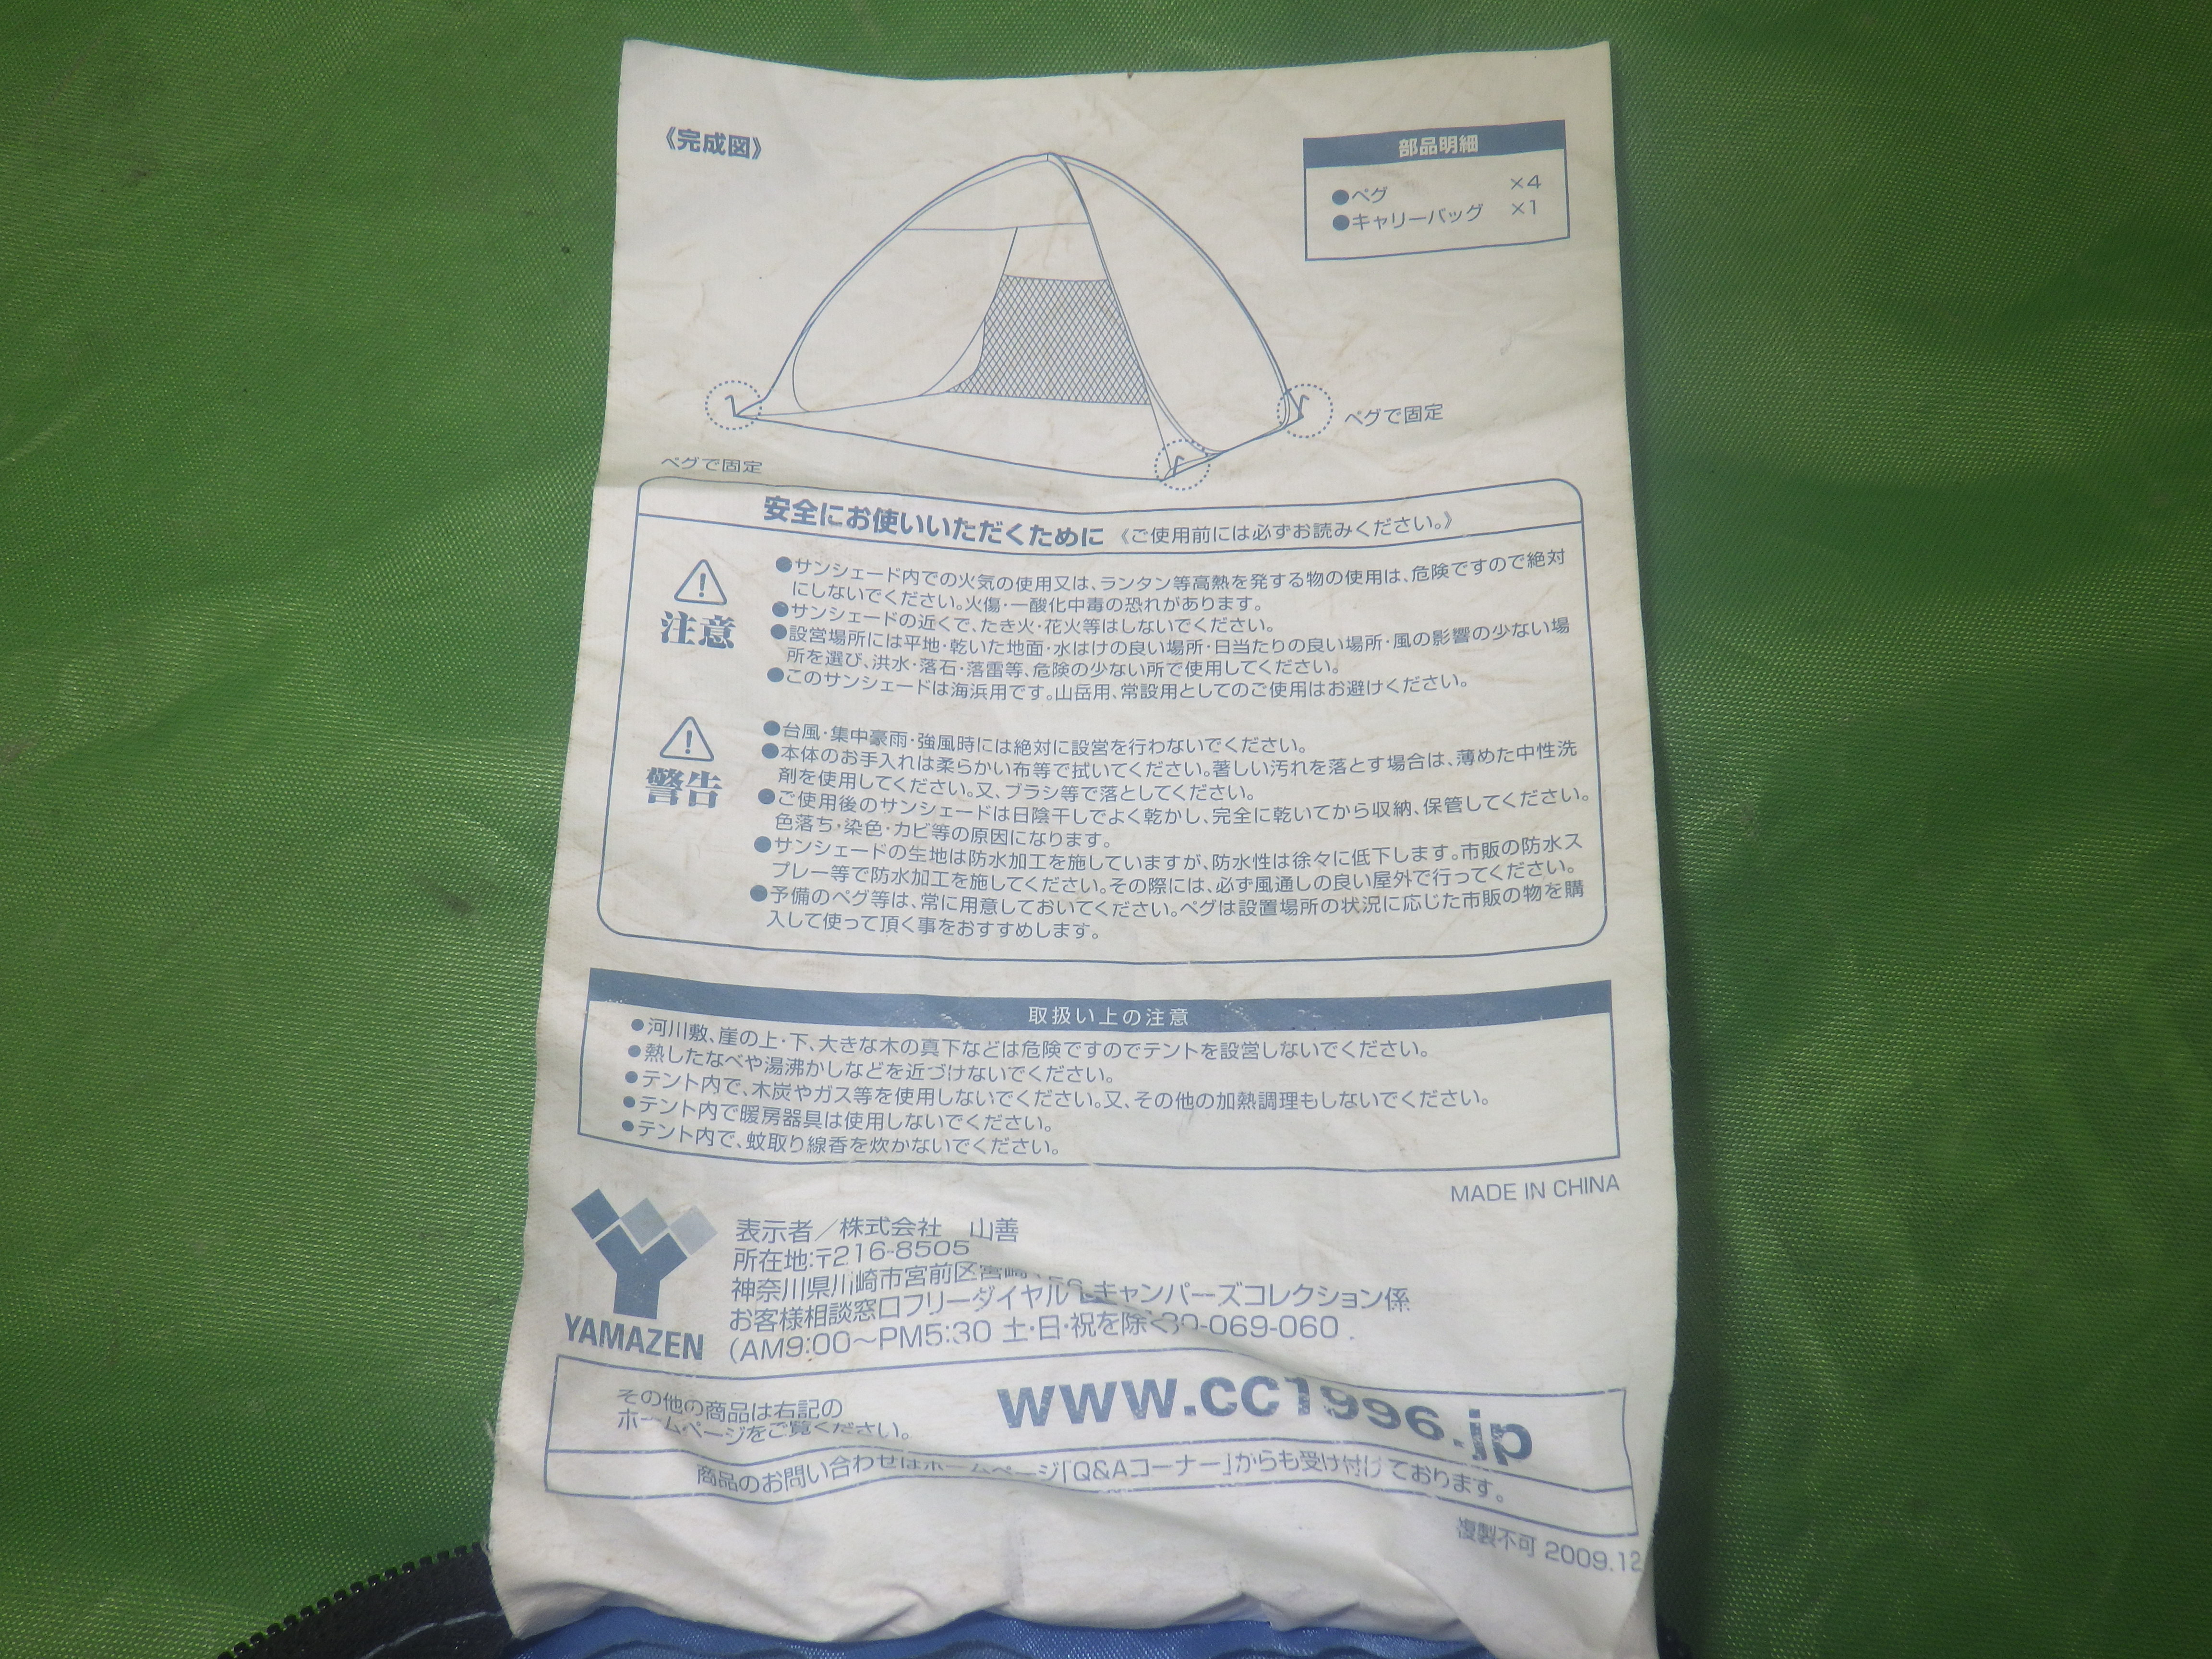 《完成図》
部品明細
●ペグ ×4
●キャリーバッグ ×1
ペグで固定
ペグで固定
安全にお使いいただくために《ご使用前には必ずお読みください。》
注意
●サンシェード内での火気の使用又は、ランタン等高熱を発する物の使用は、危険ですので絶対
にしないでください。火傷・一酸化中毒の恐れがあります。
●サンシェードの近くで、たき火・花火等はしないでください。
●設営場所には平地・乾いた地面・水はけの良い場所・日当たりの良い場所・風の影響の少ない場
所を選び、洪水・落石・落雷等、危険の少ない所で使用してください。
●このサンシェードは海浜用です。山岳用、常設用としてのご使用はお避けください。
警告
●台風・集中豪雨・強風時には絶対に設営を行わないでください。
●本体のお手入れは柔らかい布等で拭いてください。著しい汚れを落とす場合は、薄めた中性洗
剤を使用してください。又、ブラシ等で落としてください。
●ご使用後のサンシェードは日陰干しでよく乾かし、完全に乾いてから収納、保管してください。
色落ち・染色・カビ等の原因になります。
●サンシェードの生地は防水加工を施していますが、防水性は徐々に低下します。市販の防水ス
プレー等で防水加工を施してください。その際には、必ず風通しの良い屋外で行ってください。
●予備のペグ等は、常に用意しておいてください。ペグは設置場所の状況に応じた市販の物を購
入して使って頂く事をおすすめします。
取扱い上の注意
●河川敷、崖の上・下、大きな木の真下などは危険ですのでテントを設営しないでください。
●熱したなべや湯沸かしなどを近づけないでください。
●テント内で、木炭やガス等を使用しないでください。又、その他の加熱調理もしないでください。
●テント内で暖房器具は使用しないでください。
●テント内で、蚊取り線香を炊かないでください。
MADE IN CHINA
YAMAZEN
表示者／株式会社 山善
所在地:〒216-8505
神奈川県川崎市宮前区宮崎 キャンパーズコレクション係
お客様相談窓口フリーダイヤル 0-069-060
(AM9:00～PM5:30 土・日・祝を除く
その他の商品は右記の
ホームページをご覧ください。
www.cc1996.jp
商品のお問い合わせはホームページ「Q&Aコーナー」からも受け付けております。
複製不可 2009.12